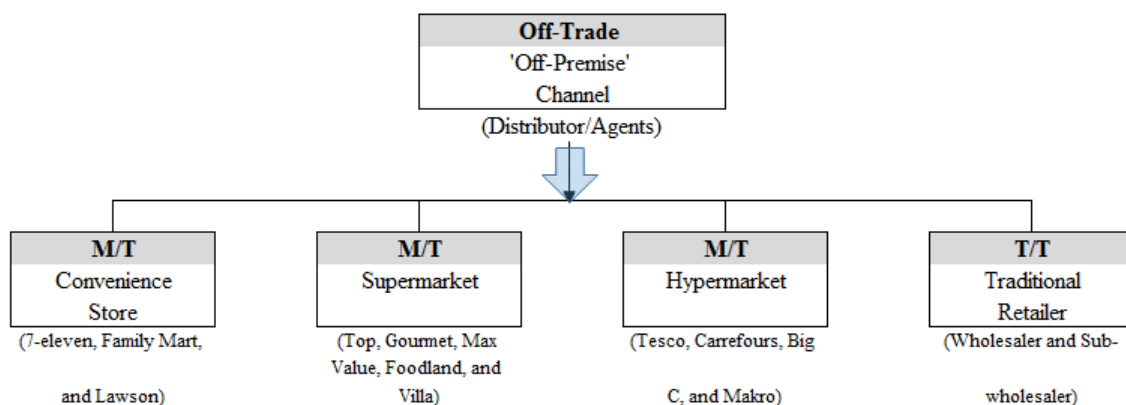 Off-Trade
'Off-Premise'
Channel
(Distributor/Agents)
M/T
Convenience
Store
(7-eleven, Family Mart,
and Lawson)
M/T
Supermarket
(Top, Gourmet, Max
Value, Foodland, and
Villa)
M/T
Hypermarket
(Tesco, Carrefours, Big
C, and Makro)
T/T
Traditional
Retailer
(Wholesaler and Sub-
wholesaler)